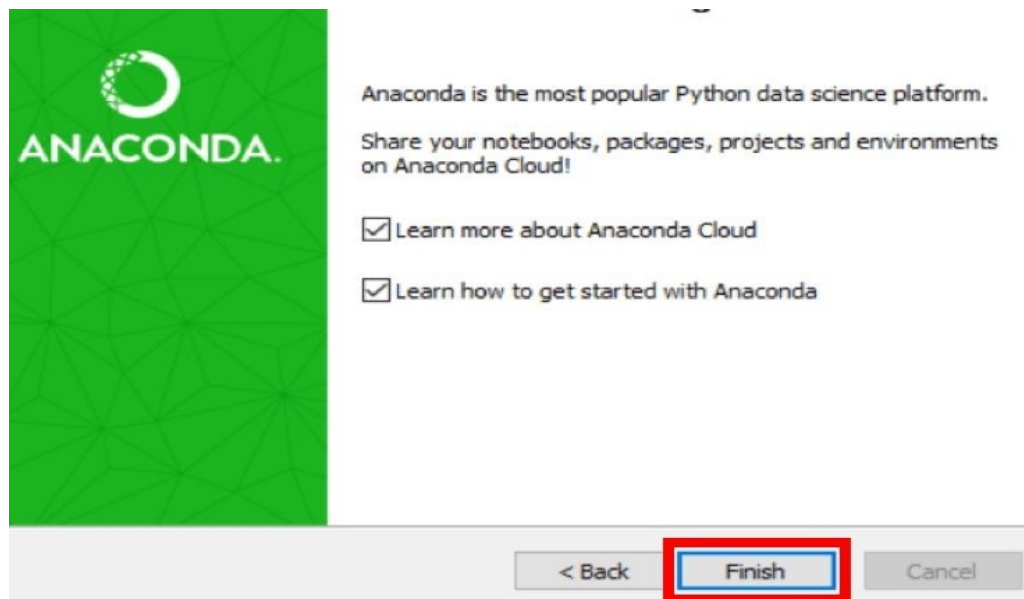 ANACONDA.
Anaconda is the most popular Python data science platform.
Share your notebooks, packages, projects and environments
on Anaconda Cloud!
Learn more about Anaconda Cloud
Learn how to get started with Anaconda
< Back
Finish
Cancel